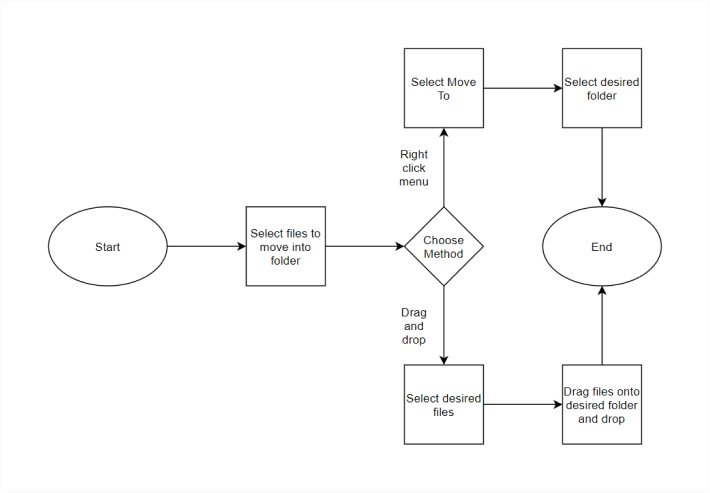 Start
Select files to
move into
folder
Choose
Method
Right
click
menu
Select Move
To
Select desired
folder
Drag
and
drop
Select desired
files
Drag files onto
desired folder
and drop
End